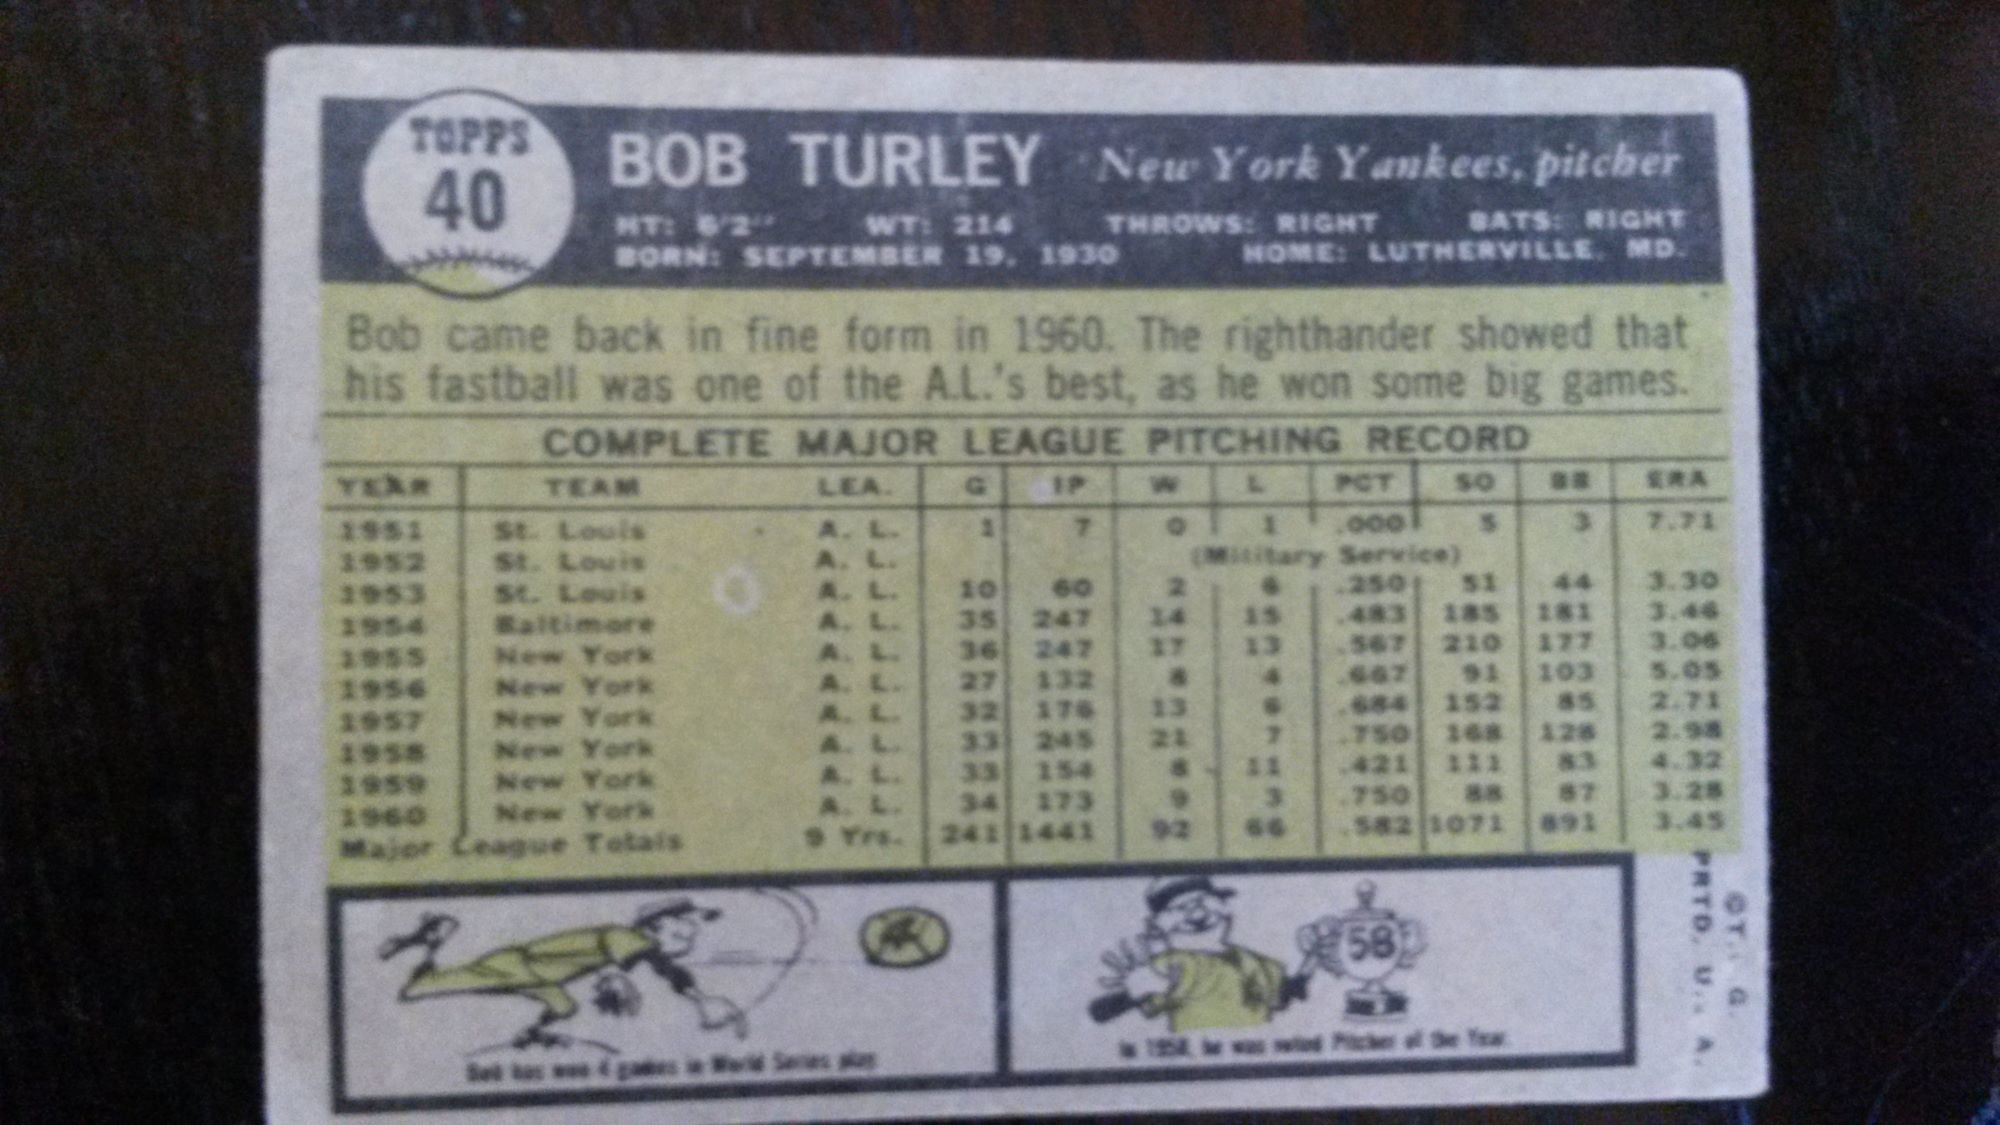 TOPPS
40
BOB TURLEY New York Yankees, pitcher
HT: 6'2" WT: 214 THROWS: RIGHT BATS: RIGHT
BORN: SEPTEMBER 19, 1930 HOME: LUTHERVILLE, MD.
Bob came back in fine form in 1960. The righthander showed that
his fastball was one of the A.L.'s best, as he won some big games.
COMPLETE MAJOR LEAGUE PITCHING RECORD
YEAR TEAM LEA. G IP W L PCT SO BB ERA
1951 St. Louis A. L. 1 7 0 1 .000 5 3 7.71
1952 St. Louis A. L. (Military Service)
1953 St. Louis A. L. 10 60 2 6 .250 51 44 3.30
1954 Baltimore A. L. 35 247 14 15 .483 185 181 3.46
1955 New York A. L. 36 247 17 13 .567 210 177 3.06
1956 New York A. L. 27 132 8 4 .667 91 103 5.05
1957 New York A. L. 32 176 13 6 .684 152 85 2.71
1958 New York A. L. 33 245 21 7 .750 168 128 2.98
1959 New York A. L. 33 154 8 11 .421 111 83 4.32
1960 New York A. L. 34 173 9 3 .750 88 87 3.28
Major League Totals 9 Yrs. 241 1441 92 66 .582 1071 891 3.45
58
Bob has won 4 games in World Series play
In 1958, he was voted Pitcher of the Year.
© T. C. G.
PRTD. U. S. A.